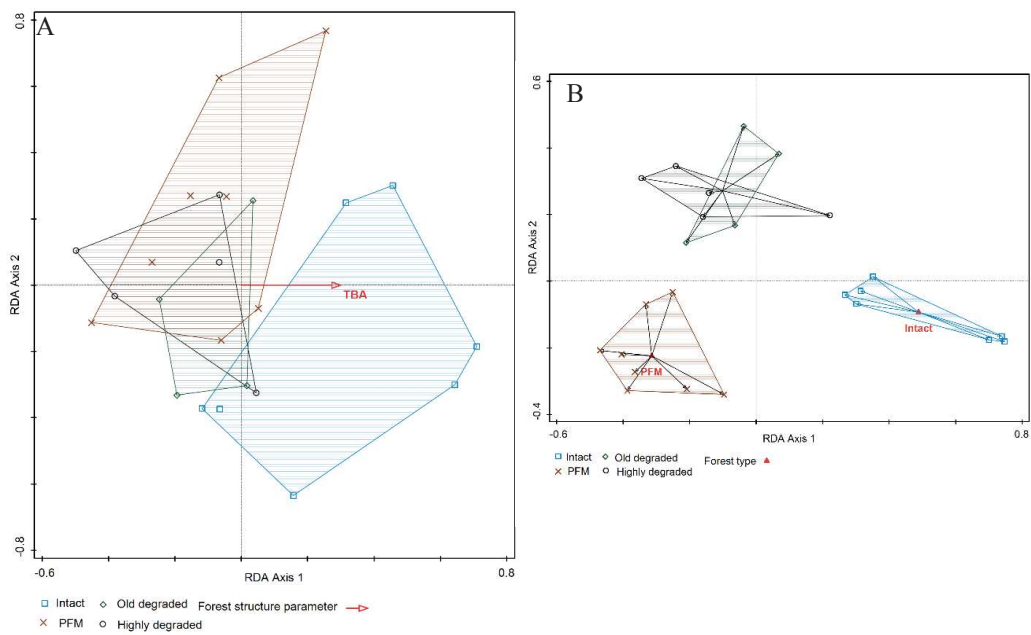 A
0.8
RDA Axis 2
TBA
-0.8
-0.6
RDA Axis 1
0.8
Intact
Old degraded
Forest structure parameter
PFM
Highly degraded
B
0.6
RDA Axis 2
Intact
PFM
-0.4
-0.6
RDA Axis 1
0.8
Intact
Old degraded
Forest type
PFM
Highly degraded